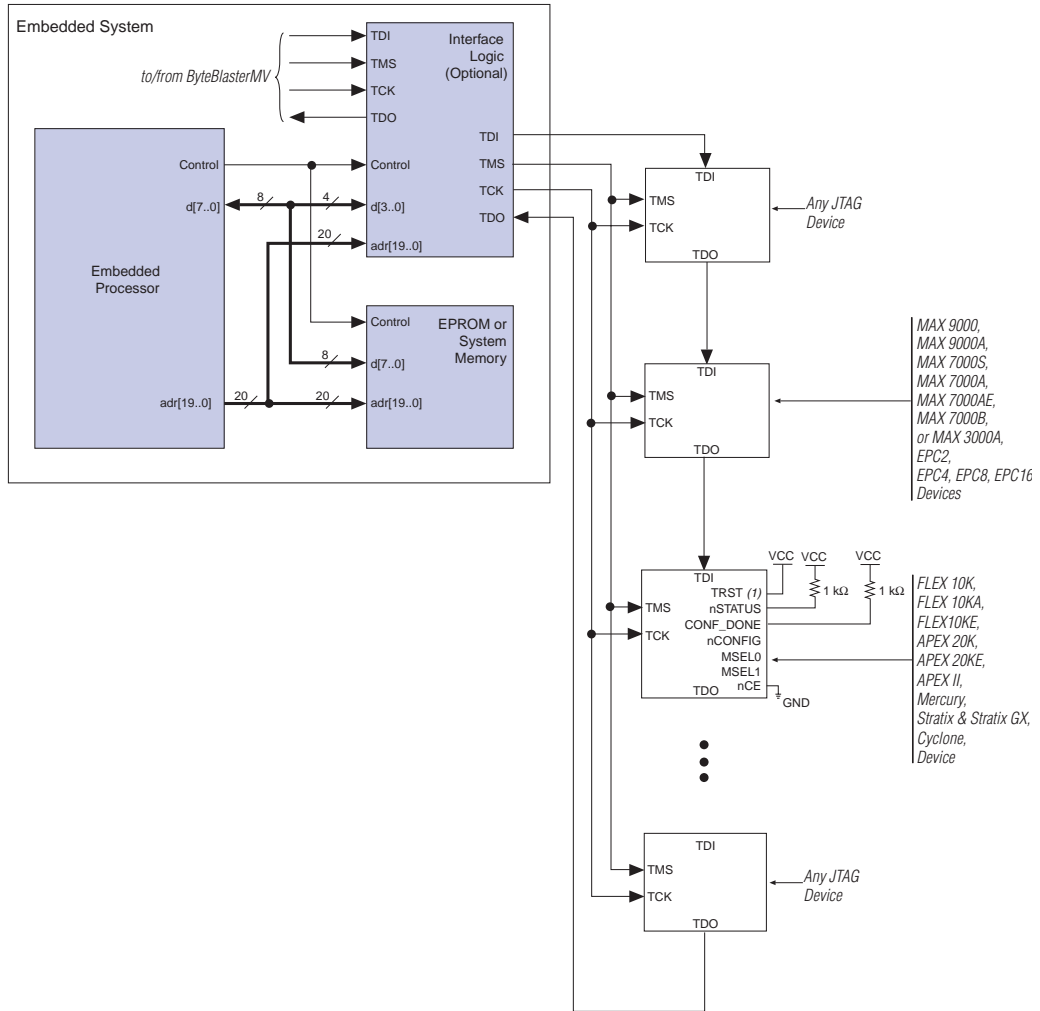 Embedded System
to/from ByteBlasterMV
TDI
TMS
TCK
TDO
Interface
Logic
(Optional)
TDI
TMS
TCK
TDO
Control
d[3..0]
adr[19..0]
Control
d[7..0]
Embedded
Processor
adr[19..0]
8
4
20
Control
EPROM or
System
Memory
8
d[7..0]
20
20
adr[19..0]
TDI
TMS
TCK
TDO
Any JTAG
Device
TDI
TMS
TCK
TDO
MAX 9000,
MAX 9000A,
MAX 7000S,
MAX 7000A,
MAX 7000AE,
MAX 7000B,
or MAX 3000A,
EPC2,
EPC4, EPC8, EPC16
Devices
VCC
VCC
VCC
1 kΩ
1 kΩ
TDI
TRST (1)
nSTATUS
TMS
CONF_DONE
TCK
nCONFIG
MSEL0
MSEL1
TDO
nCE
GND
FLEX 10K,
FLEX 10KA,
FLEX10KE,
APEX 20K,
APEX 20KE,
APEX II,
Mercury,
Stratix & Stratix GX,
Cyclone,
Device
TDI
TMS
TCK
TDO
Any JTAG
Device